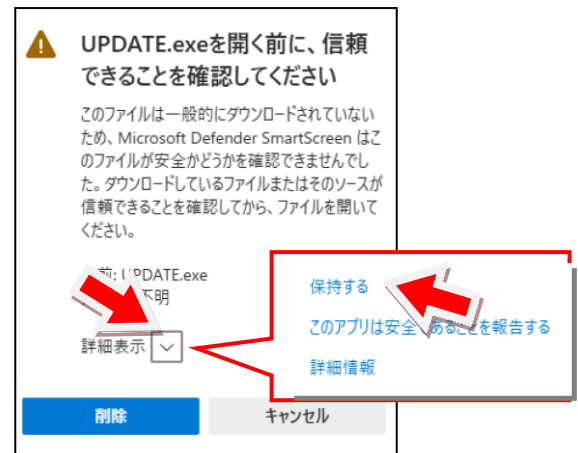 UPDATE.exeを開く前に、信頼
できることを確認してください
このファイルは一般的にダウンロードされていない
ため、Microsoft Defender SmartScreen はこ
のファイルが安全かどうかを確認できませんでし
た。ダウンロードしているファイルまたはそのソースが
信頼できることを確認してから、ファイルを開いて
ください。
前: UPDATE.exe
不明
詳細表示
保持する
このアプリは安全であることを報告する
詳細情報
削除
キャンセル